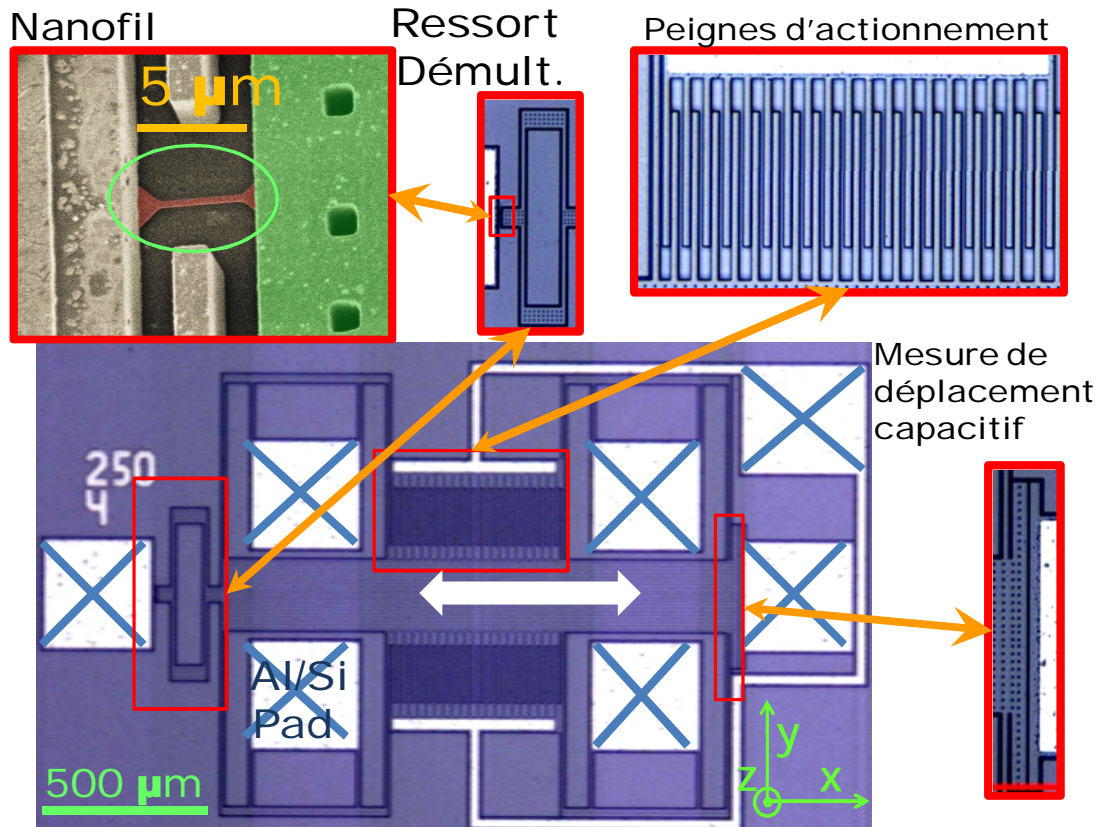 Nanofil
Ressort
Démult.
Peignes d'actionnement
5 µm
Mesure de
déplacement
capacitif
250
4
Al/Si
Pad
500 µm
y
z
x